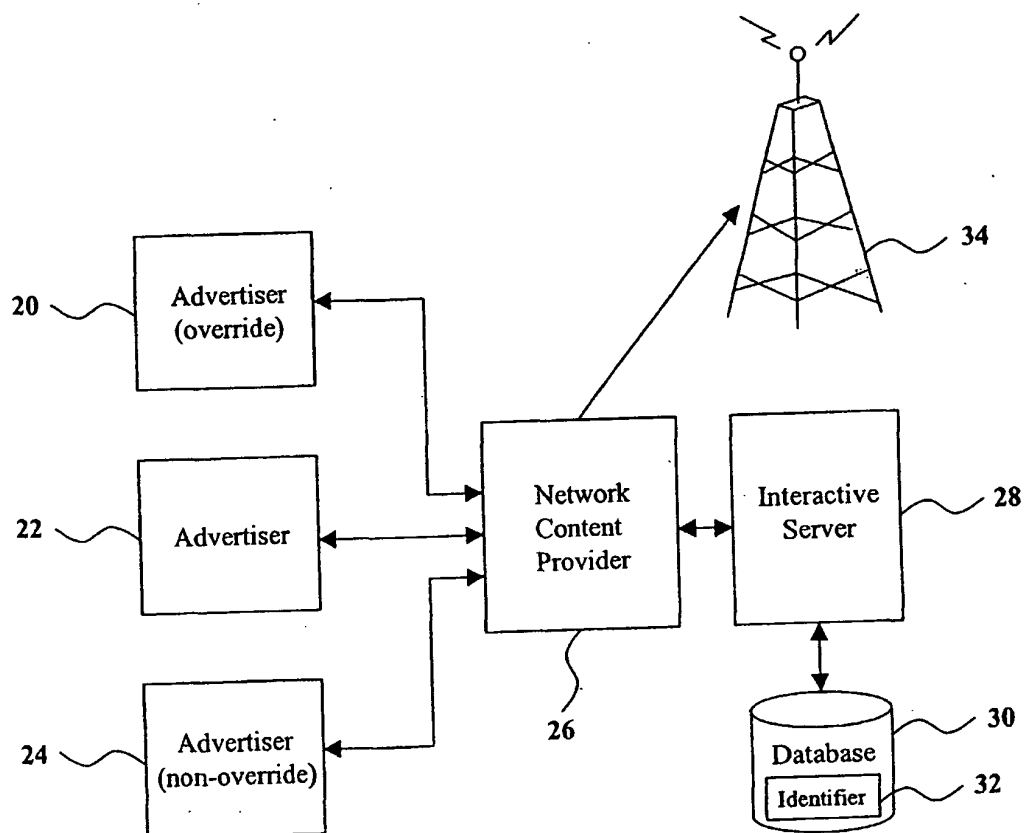 34
20
Advertiser
(override)
22
Advertiser
Network
Content
Provider
26
Interactive
Server
28
24
Advertiser
(non-override)
Database
30
Identifier
32